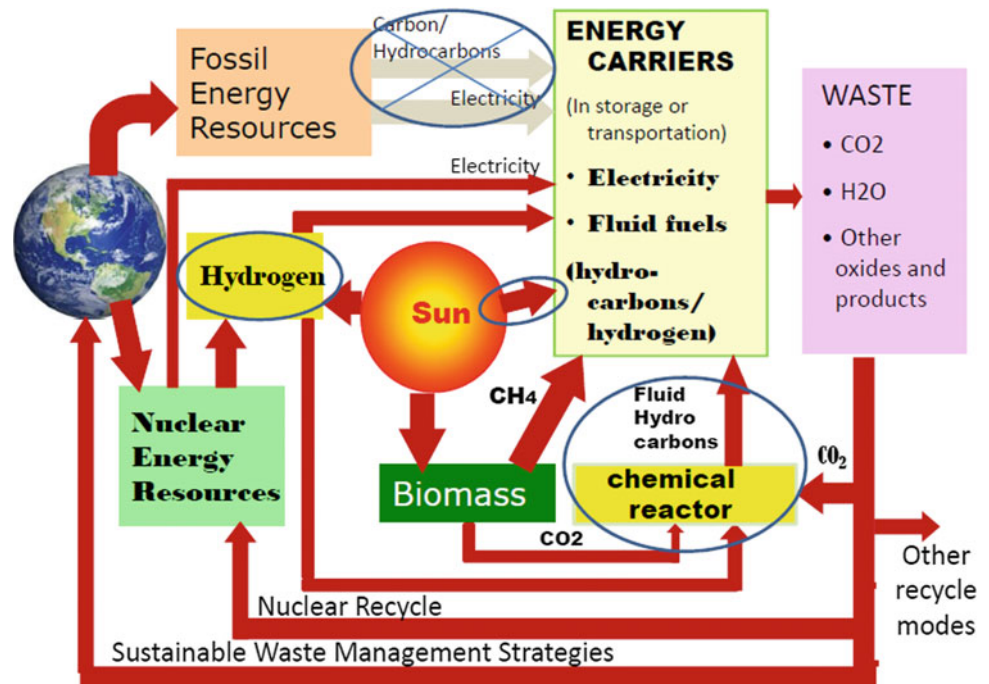 Fossil
Energy
Resources
Carbon/
Hydrocarbons
Electricity
Electricity
ENERGY
CARRIERS
(In storage or
transportation)
• Electricity
• Fluid fuels
(hydro-
carbons/
hydrogen)
WASTE
• CO2
• H2O
• Other
oxides and
products
Hydrogen
Sun
Nuclear
Energy
Resources
CH4
Biomass
Fluid
Hydro
carbons
chemical
reactor
CO2
CO2
Other
recycle
modes
Nuclear Recycle
Sustainable Waste Management Strategies